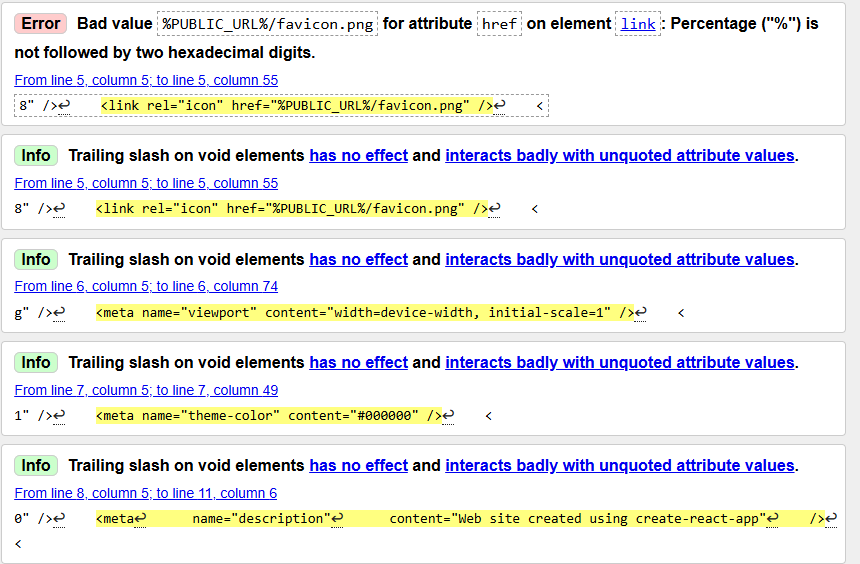 Error Bad value %PUBLIC_URL%/favicon.png for attribute href on element link: Percentage ("%") is
not followed by two hexadecimal digits.
From line 5, column 5; to line 5, column 55
8" />↩    <link rel="icon" href="%PUBLIC_URL%/favicon.png" />↩    <
Info Trailing slash on void elements has no effect and interacts badly with unquoted attribute values.
From line 5, column 5; to line 5, column 55
8" />↩    <link rel="icon" href="%PUBLIC_URL%/favicon.png" />↩    <
Info Trailing slash on void elements has no effect and interacts badly with unquoted attribute values.
From line 6, column 5; to line 6, column 74
g" />↩    <meta name="viewport" content="width=device-width, initial-scale=1" />↩    <
Info Trailing slash on void elements has no effect and interacts badly with unquoted attribute values.
From line 7, column 5; to line 7, column 49
1" />↩    <meta name="theme-color" content="#000000" />↩    <
Info Trailing slash on void elements has no effect and interacts badly with unquoted attribute values.
From line 8, column 5; to line 11, column 6
0" />↩    <meta↩      name="description"↩      content="Web site created using create-react-app"↩    />↩
<